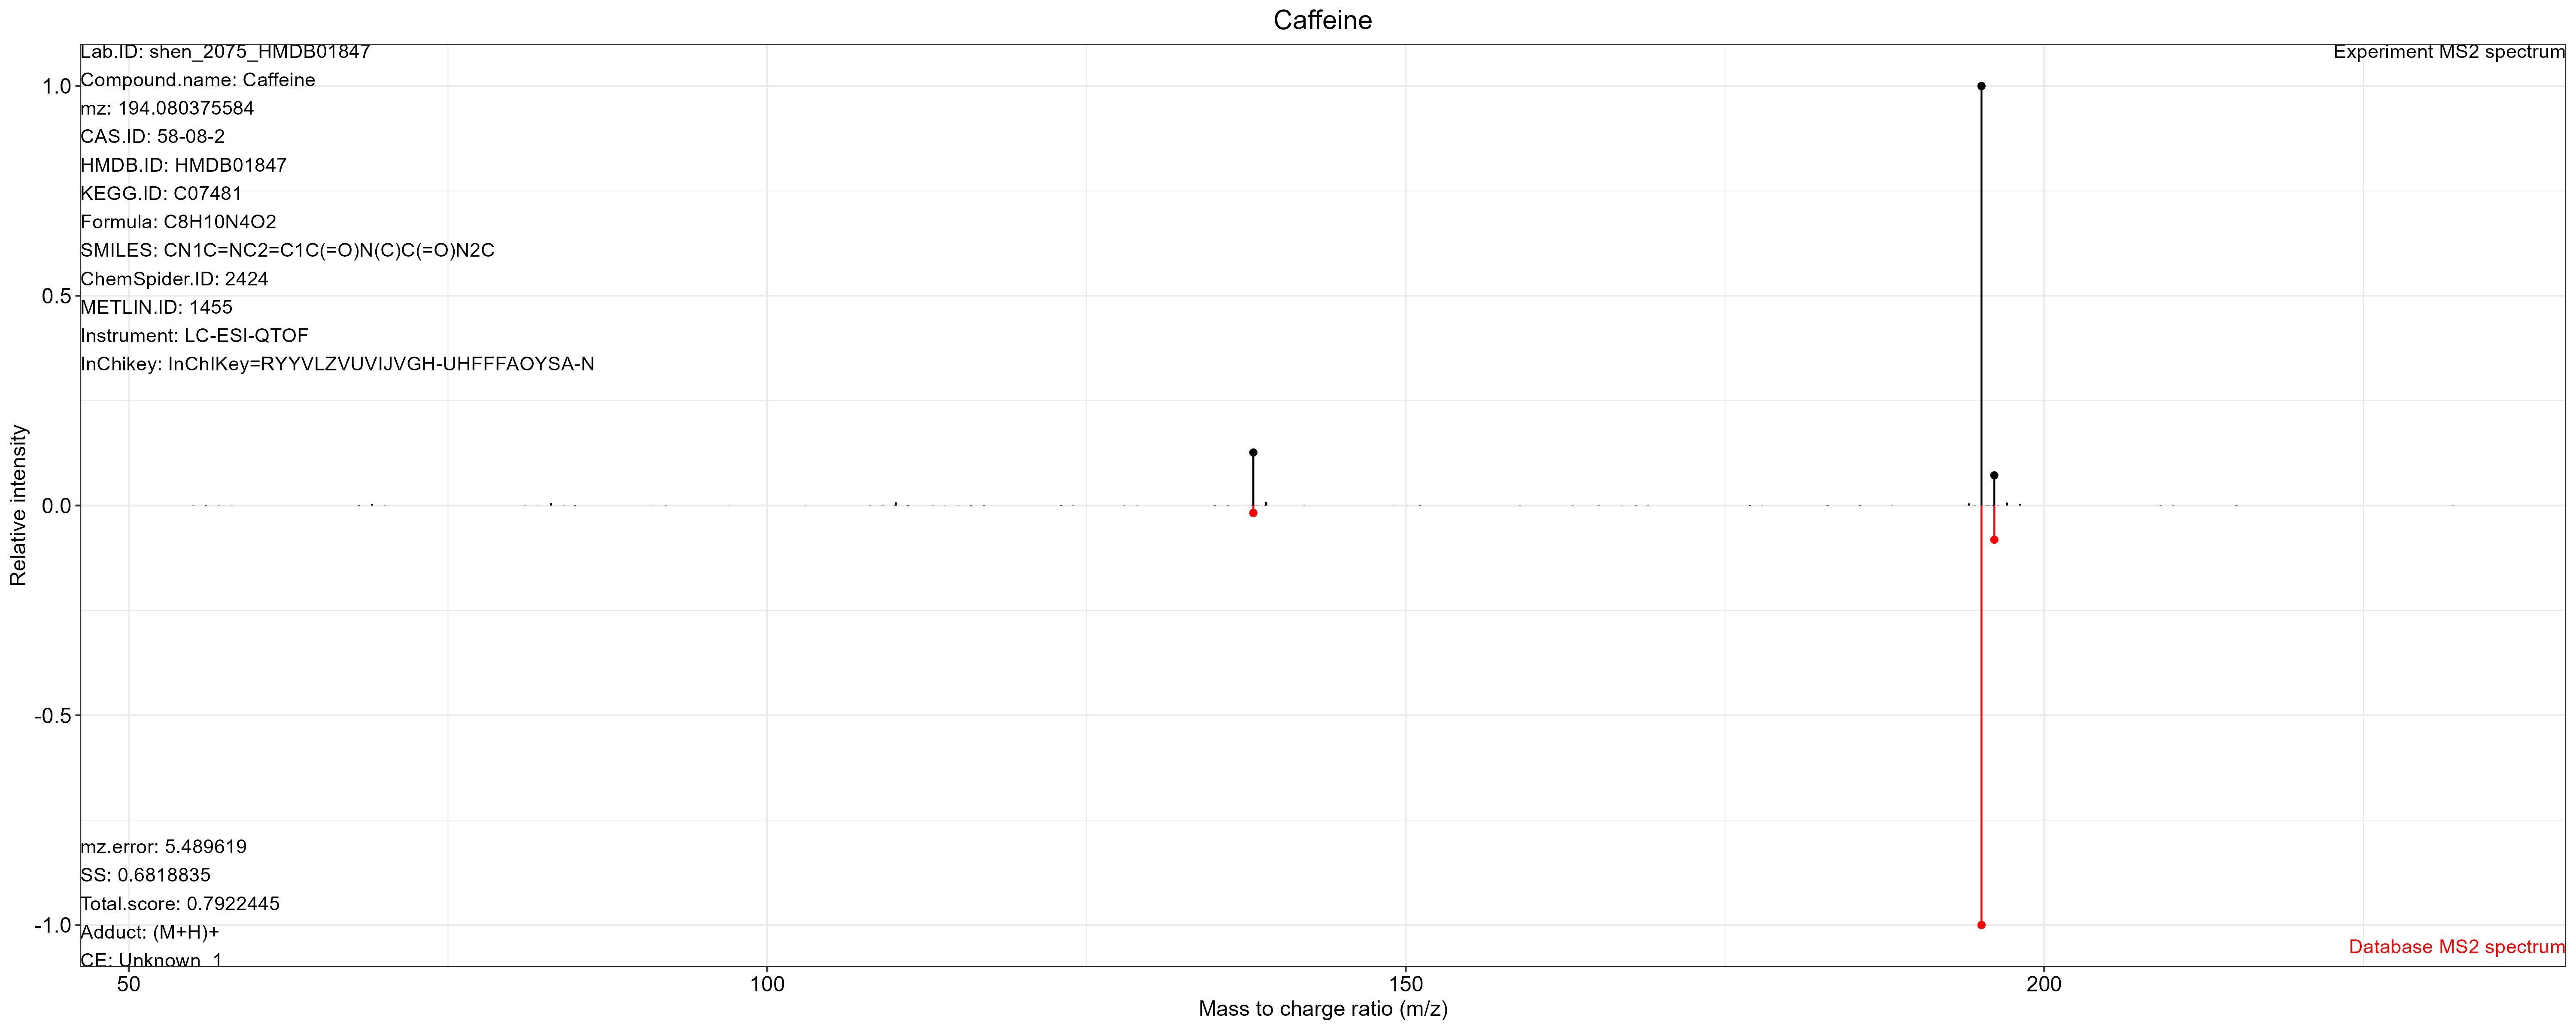 Caffeine
Lab.ID: shen_2075_HMDB01847
Experiment MS2 spectrum
Compound.name: Caffeine
mz: 194.080375584
CAS.ID: 58-08-2
HMDB.ID: HMDB01847
KEGG.ID: C07481
Formula: C8H10N4O2
SMILES: CN1C=NC2=C1C(=O)N(C)C(=O)N2C
ChemSpider.ID: 2424
METLIN.ID: 1455
Instrument: LC-ESI-QTOF
InChikey: InChIKey=RYYVLZVUVIJVGH-UHFFFAOYSA-N
1.0
0.5
0.0
-0.5
-1.0
Relative intensity
mz.error: 5.489619
SS: 0.6818835
Total.score: 0.7922445
Adduct: (M+H)+
CE: Unknown_1
Database MS2 spectrum
50
100
150
200
Mass to charge ratio (m/z)